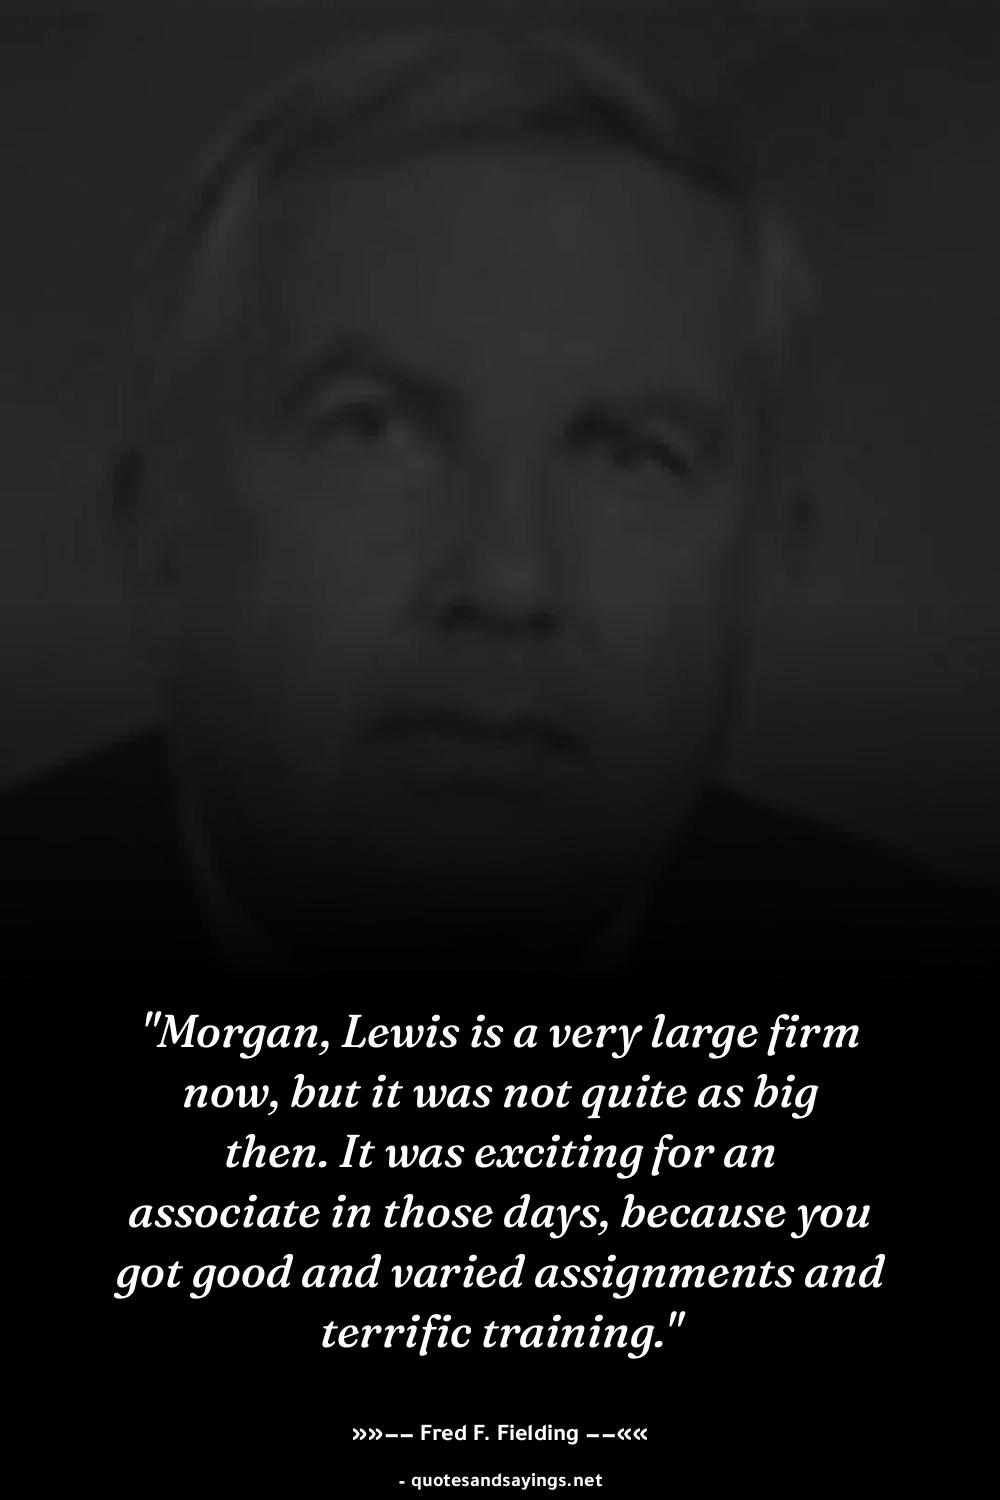 "Morgan, Lewis is a very large firm
now, but it was not quite as big
then. It was exciting for an
associate in those days, because you
got good and varied assignments and
terrific training."
»»–– Fred F. Fielding ––««
- quotesandsayings.net